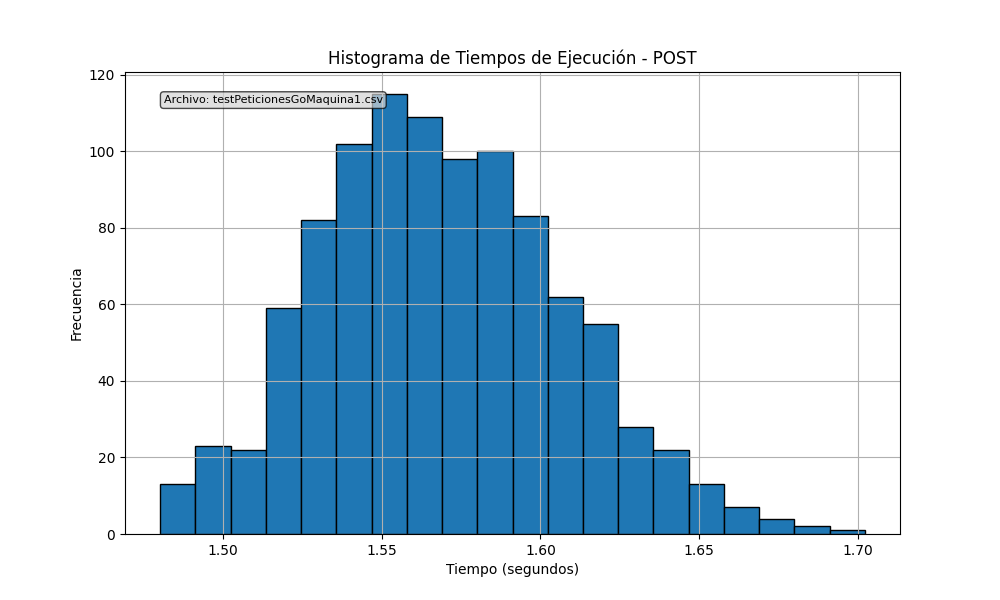 Histograma de Tiempos de Ejecución - POST
Archivo: testPeticionesGoMaquina1.csv
120
100
80
60
40
20
0
Frecuencia
1.50 1.55 1.60 1.65 1.70
Tiempo (segundos)